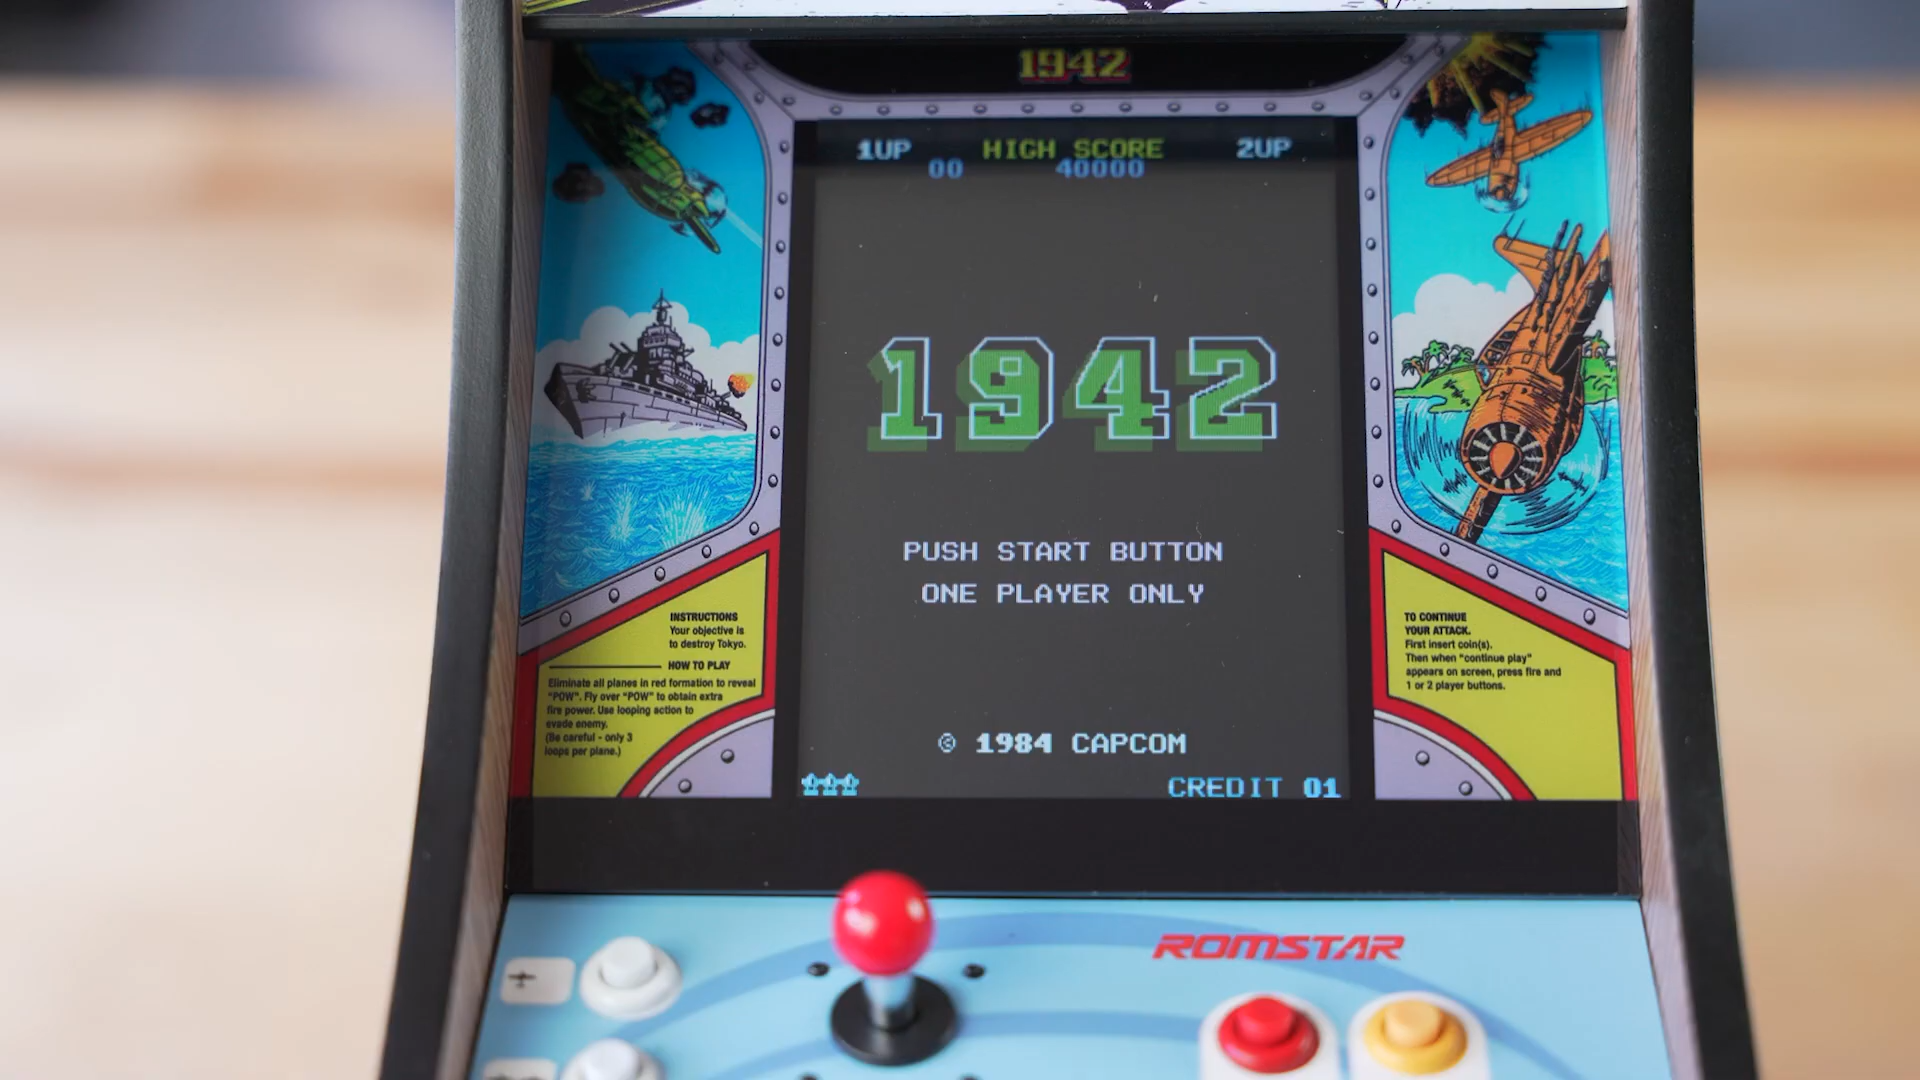 1942
1UP HIGH SCORE 2UP
00 40000
1942
PUSH START BUTTON
ONE PLAYER ONLY
© 1984 CAPCOM
CREDIT 01
INSTRUCTIONS
Your objective is
to destroy Tokyo.
HOW TO PLAY
Eliminate all planes in red formation to reveal
"POW". Fly over "POW" to obtain extra
fire power. Use looping action to
evade enemy.
(Be careful - only 3
loops per plane.)
TO CONTINUE
YOUR ATTACK.
First insert coin(s).
Then when "continue play"
appears on screen, press fire and
1 or 2 player buttons.
ROMSTAR